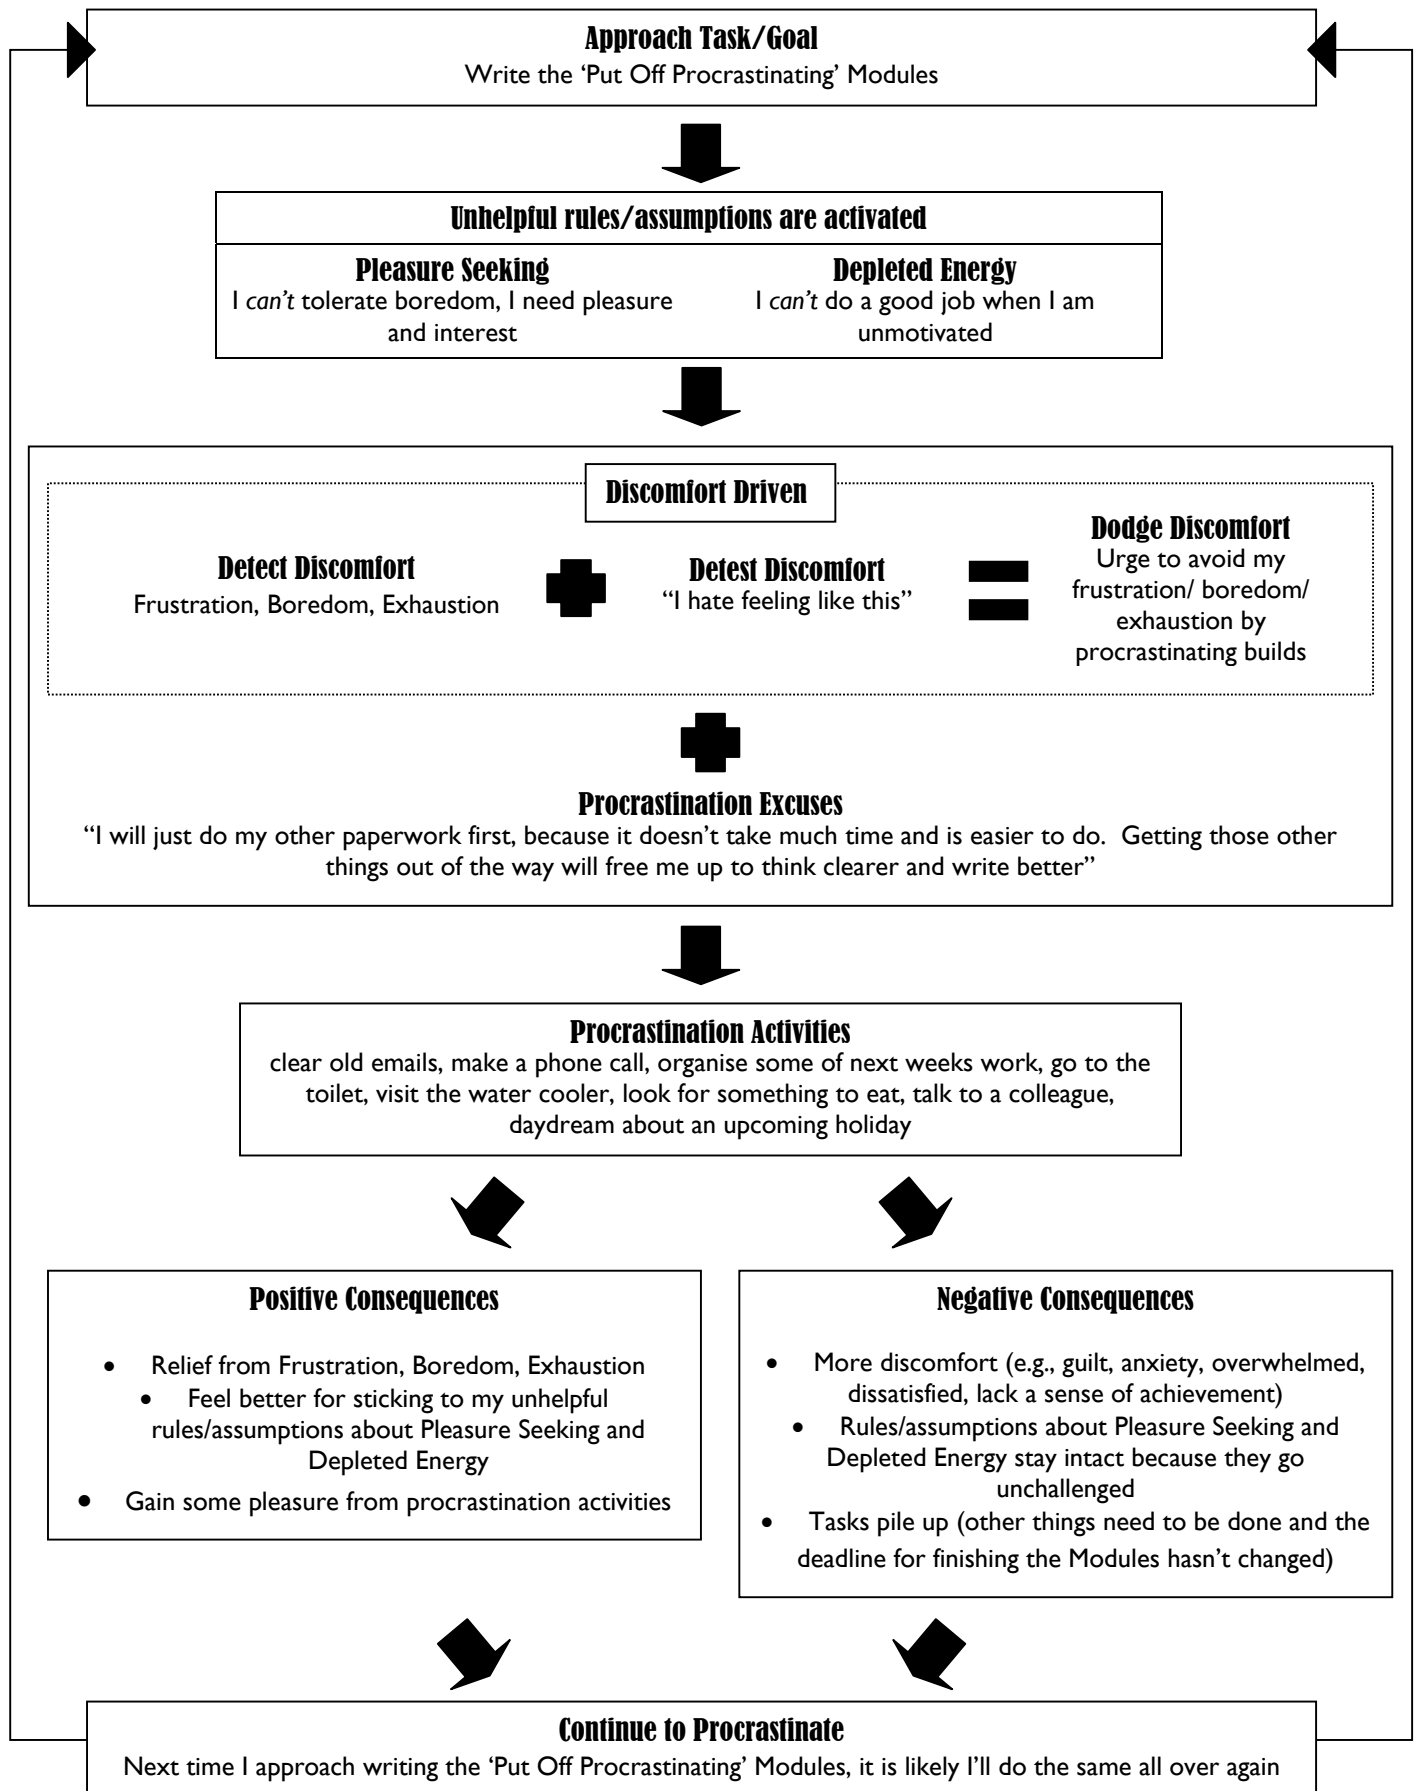 Approach Task/Goal
Write the ‘Put Off Procrastinating’ Modules
Unhelpful rules/assumptions are activated
Pleasure Seeking
I can’t tolerate boredom, I need pleasure
and interest
Depleted Energy
I can’t do a good job when I am
unmotivated
Discomfort Driven
Detect Discomfort
Frustration, Boredom, Exhaustion
Detest Discomfort
“I hate feeling like this”
Dodge Discomfort
Urge to avoid my
frustration/ boredom/
exhaustion by
procrastinating builds
Procrastination Excuses
“I will just do my other paperwork first, because it doesn’t take much time and is easier to do. Getting those other
things out of the way will free me up to think clearer and write better”
Procrastination Activities
clear old emails, make a phone call, organise some of next weeks work, go to the
toilet, visit the water cooler, look for something to eat, talk to a colleague,
daydream about an upcoming holiday
Positive Consequences
• Relief from Frustration, Boredom, Exhaustion
• Feel better for sticking to my unhelpful
rules/assumptions about Pleasure Seeking and
Depleted Energy
• Gain some pleasure from procrastination activities
Negative Consequences
• More discomfort (e.g., guilt, anxiety, overwhelmed,
dissatisfied, lack a sense of achievement)
• Rules/assumptions about Pleasure Seeking and
Depleted Energy stay intact because they go
unchallenged
• Tasks pile up (other things need to be done and the
deadline for finishing the Modules hasn’t changed)
Continue to Procrastinate
Next time I approach writing the ‘Put Off Procrastinating’ Modules, it is likely I’ll do the same all over again